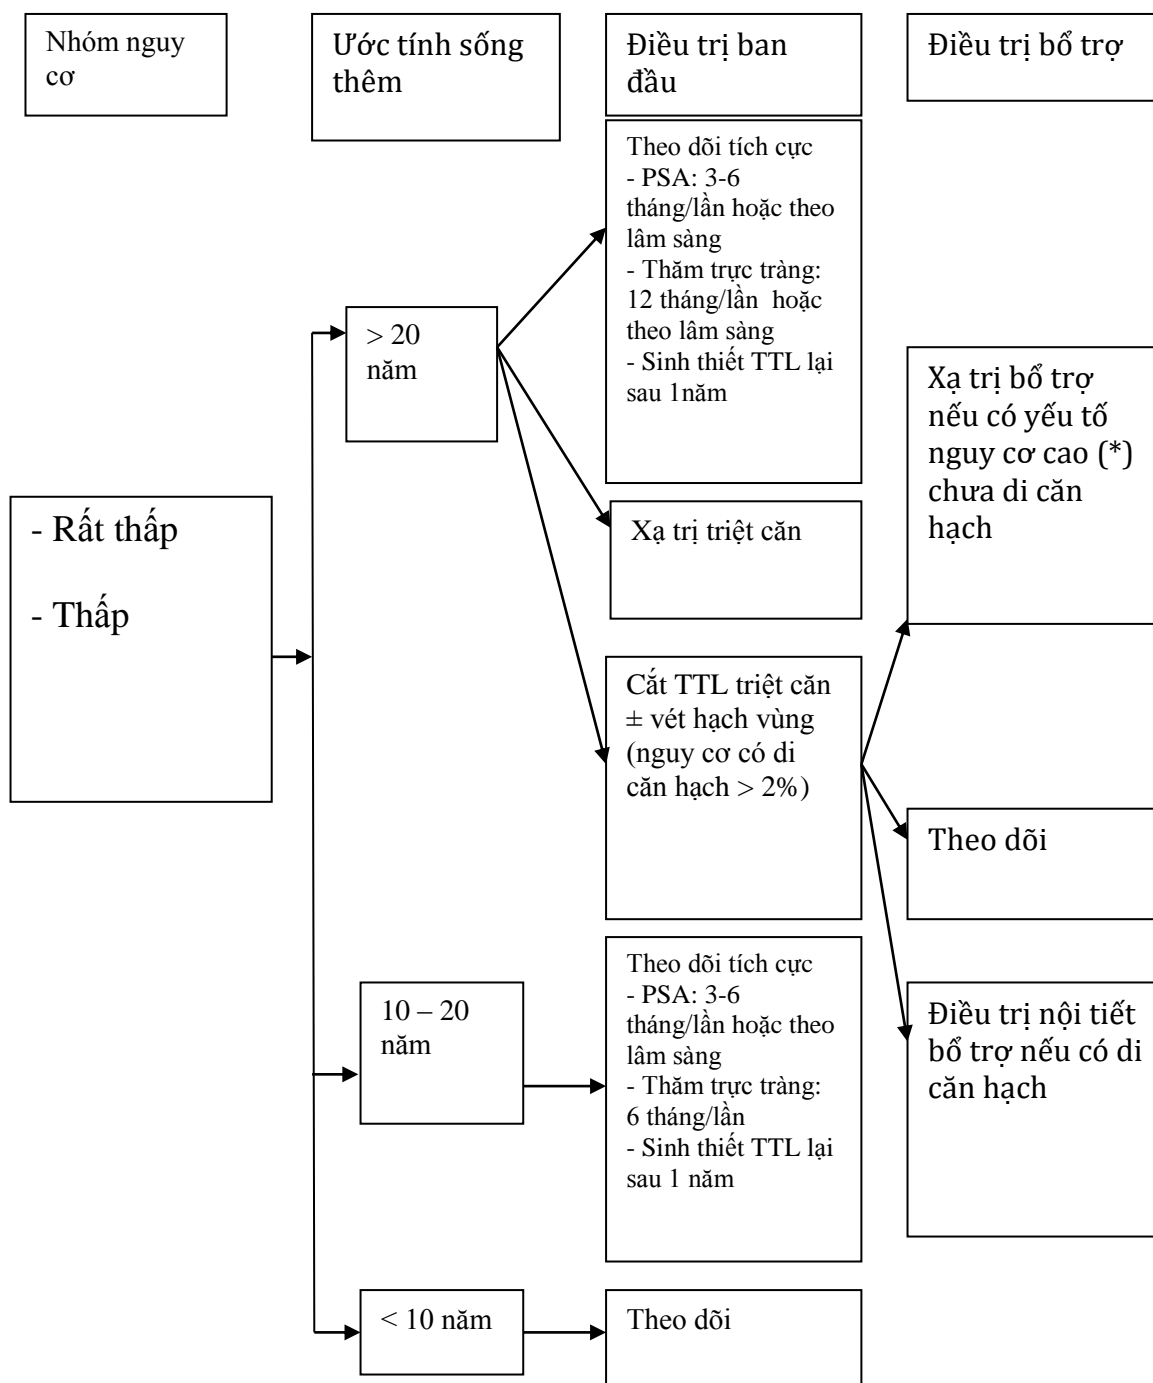 Nhóm nguy
cơ
Ước tính sống
thêm
Điều trị ban
đầu
Điều trị bổ trợ
- Rất thấp
- Thấp
> 20
năm
Theo dõi tích cực
- PSA: 3-6
tháng/lần hoặc theo
lâm sàng
- Thăm trực tràng:
12 tháng/lần hoặc
theo lâm sàng
- Sinh thiết TTL lại
sau 1năm
Xạ trị triệt căn
Cắt TTL triệt căn
± vét hạch vùng
(nguy cơ có di
căn hạch > 2%)
Xạ trị bổ trợ
nếu có yếu tố
nguy cơ cao (*)
chưa di căn
hạch
Theo dõi
Điều trị nội tiết
bổ trợ nếu có di
căn hạch
10 – 20
năm
Theo dõi tích cực
- PSA: 3-6
tháng/lần hoặc theo
lâm sàng
- Thăm trực tràng:
6 tháng/lần
- Sinh thiết TTL lại
sau 1 năm
< 10 năm
Theo dõi